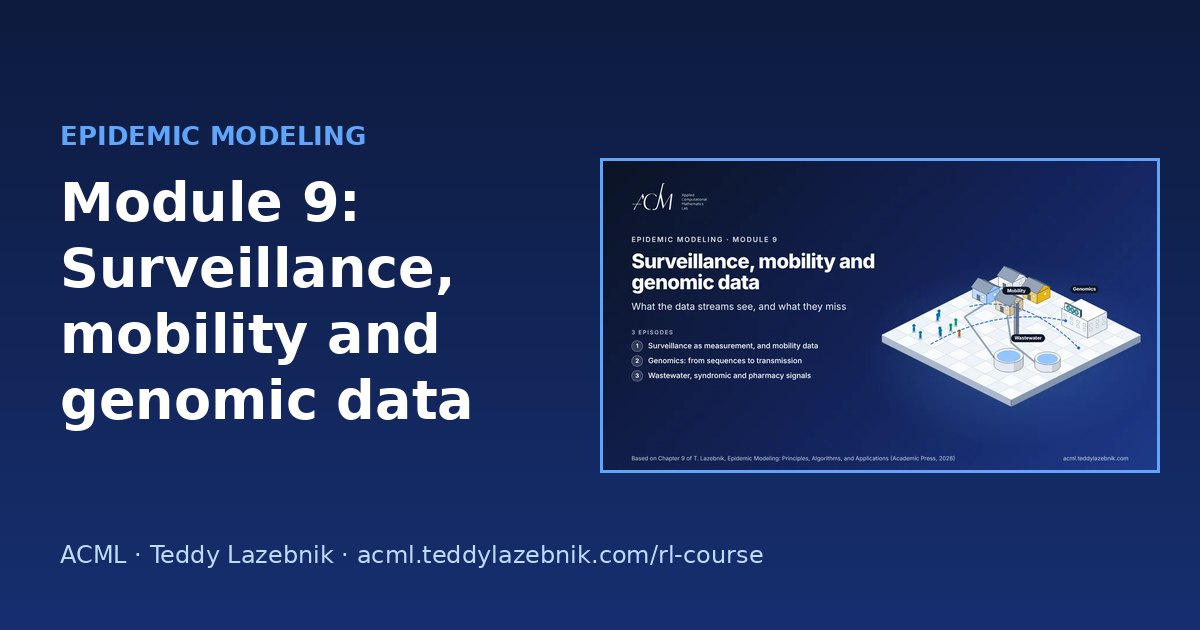 EPIDEMIC MODELING
Module 9:
Surveillance,
mobility and
genomic data
ACM
Applied
Computational
Mathematics
Lab
EPIDEMIC MODELING · MODULE 9
Surveillance, mobility and
genomic data
What the data streams see, and what they miss
3 EPISODES
1 Surveillance as measurement, and mobility data
2 Genomics: from sequences to transmission
3 Wastewater, syndromic and pharmacy signals
Mobility
Genomics
Wastewater
Based on Chapter 9 of T. Lazebnik, Epidemic Modeling: Principles, Algorithms, and Applications (Academic Press, 2026)
acml.teddylazebnik.com
ACML · Teddy Lazebnik · acml.teddylazebnik.com/rl-course